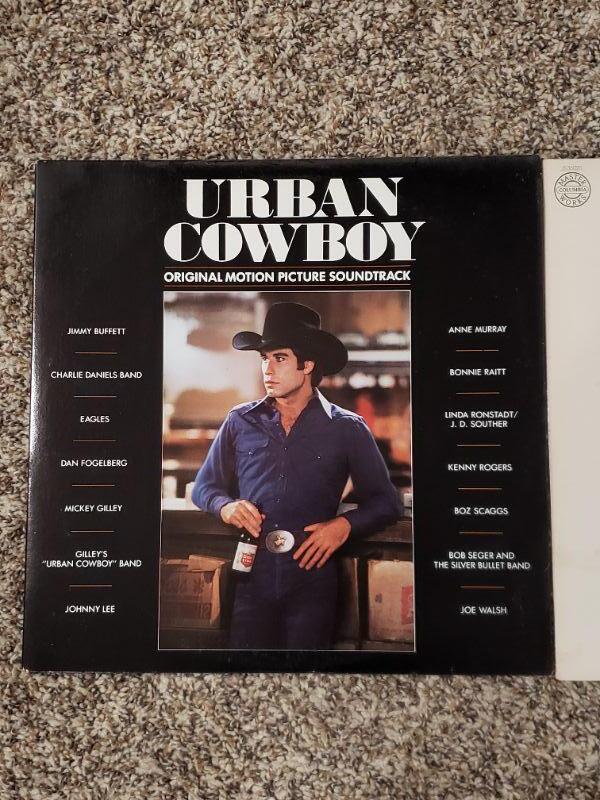 URBAN
COWBOY
ORIGINAL MOTION PICTURE SOUNDTRACK
JIMMY BUFFETT
CHARLIE DANIELS BAND
EAGLES
DAN FOGELBERG
MICKEY GILLEY
GILLEY'S
"URBAN COWBOY" BAND
JOHNNY LEE
ANNE MURRAY
BONNIE RAITT
LINDA RONSTADT/
J. D. SOUTHER
KENNY ROGERS
BOZ SCAGGS
BOB SEGER AND
THE SILVER BULLET BAND
JOE WALSH
MASTER
COLUMBIA
WORKS